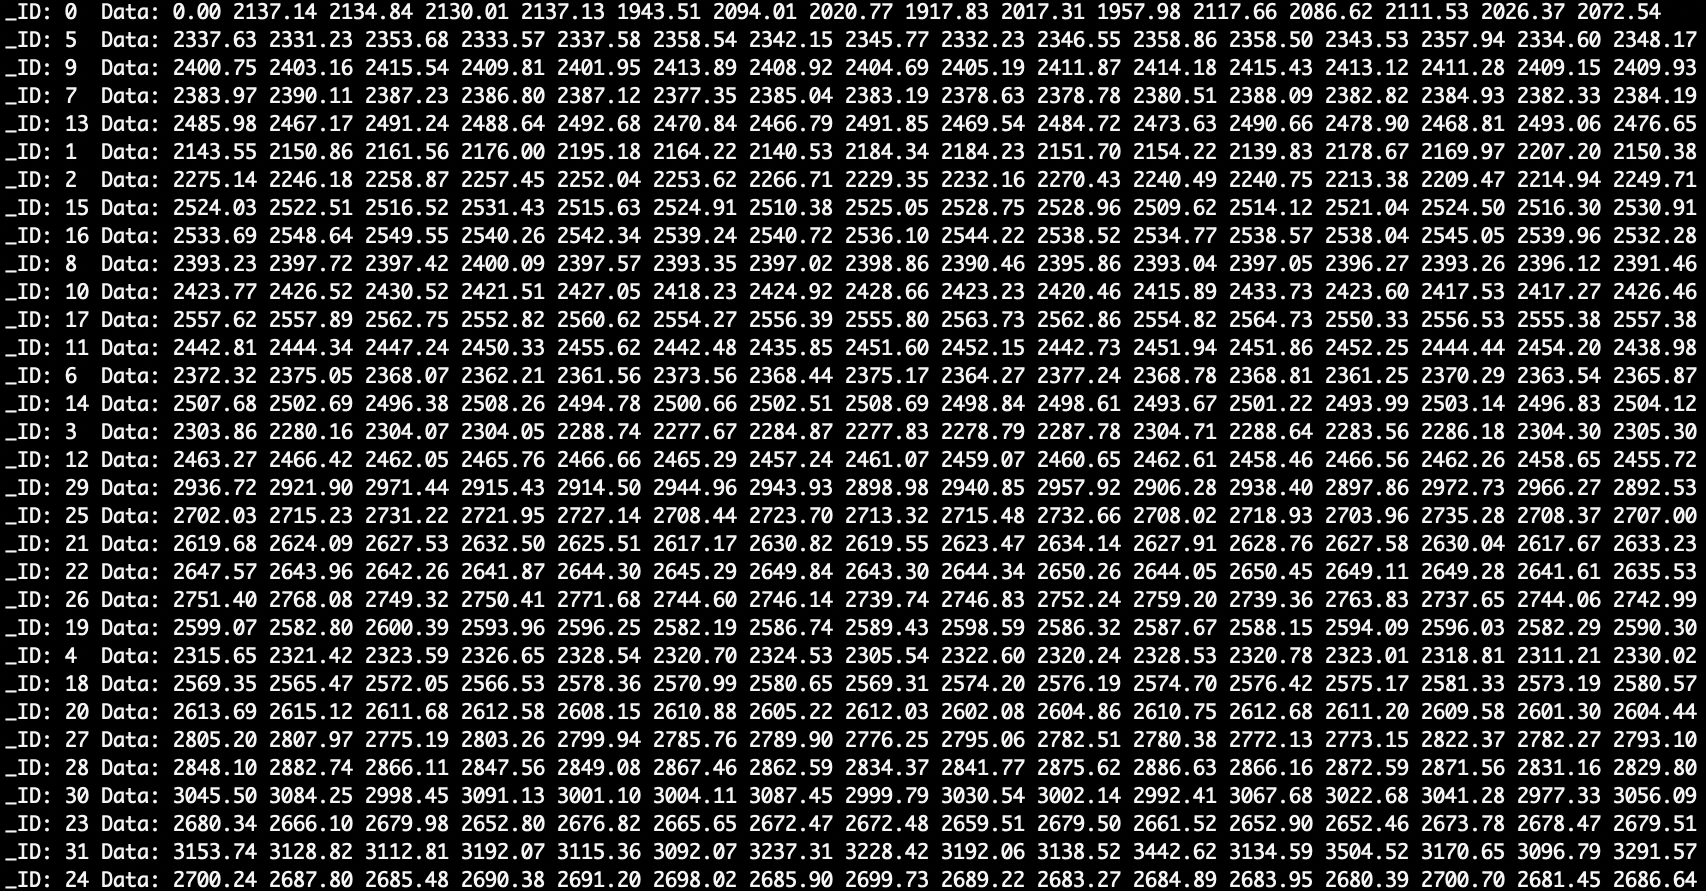 _ID: 0  Data: 0.00 2137.14 2134.84 2130.01 2137.13 1943.51 2094.01 2020.77 1917.83 2017.31 1957.98 2117.66 2086.62 2111.53 2026.37 2072.54
_ID: 5  Data: 2337.63 2331.23 2353.68 2333.57 2337.58 2358.54 2342.15 2345.77 2332.23 2346.55 2358.86 2358.50 2343.53 2357.94 2334.60 2348.17
_ID: 9  Data: 2400.75 2403.16 2415.54 2409.81 2401.95 2413.89 2408.92 2404.69 2405.19 2411.87 2414.18 2415.43 2413.12 2411.28 2409.15 2409.93
_ID: 7  Data: 2383.97 2390.11 2387.23 2386.80 2387.12 2377.35 2385.04 2383.19 2378.63 2378.78 2380.51 2388.09 2382.82 2384.93 2382.33 2384.19
_ID: 13 Data: 2485.98 2467.17 2491.24 2488.64 2492.68 2470.84 2466.79 2491.85 2469.54 2484.72 2473.63 2490.66 2478.90 2468.81 2493.06 2476.65
_ID: 1  Data: 2143.55 2150.86 2161.56 2176.00 2195.18 2164.22 2140.53 2184.34 2184.23 2151.70 2154.22 2139.83 2178.67 2169.97 2207.20 2150.38
_ID: 2  Data: 2275.14 2246.18 2258.87 2257.45 2252.04 2253.62 2266.71 2229.35 2232.16 2270.43 2240.49 2240.75 2213.38 2209.47 2214.94 2249.71
_ID: 15 Data: 2524.03 2522.51 2516.52 2531.43 2515.63 2524.91 2510.38 2525.05 2528.75 2528.96 2509.62 2514.12 2521.04 2524.50 2516.30 2530.91
_ID: 16 Data: 2533.69 2548.64 2549.55 2540.26 2542.34 2539.24 2540.72 2536.10 2544.22 2538.52 2534.77 2538.57 2538.04 2545.05 2539.96 2532.28
_ID: 8  Data: 2393.23 2397.72 2397.42 2400.09 2397.57 2393.35 2397.02 2398.86 2390.46 2395.86 2393.04 2397.05 2396.27 2393.26 2396.12 2391.46
_ID: 10 Data: 2423.77 2426.52 2430.52 2421.51 2427.05 2418.23 2424.92 2428.66 2423.23 2420.46 2415.89 2433.73 2423.60 2417.53 2417.27 2426.46
_ID: 17 Data: 2557.62 2557.89 2562.75 2552.82 2560.62 2554.27 2556.39 2555.80 2563.73 2562.86 2554.82 2564.73 2550.33 2556.53 2555.38 2557.38
_ID: 11 Data: 2442.81 2444.34 2447.24 2450.33 2455.62 2442.48 2435.85 2451.60 2452.15 2442.73 2451.94 2451.86 2452.25 2444.44 2454.20 2438.98
_ID: 6  Data: 2372.32 2375.05 2368.07 2362.21 2361.56 2373.56 2368.44 2375.17 2364.27 2377.24 2368.78 2368.81 2361.25 2370.29 2363.54 2365.87
_ID: 14 Data: 2507.68 2502.69 2496.38 2508.26 2494.78 2500.66 2502.51 2508.69 2498.84 2498.61 2493.67 2501.22 2493.99 2503.14 2496.83 2504.12
_ID: 3  Data: 2303.86 2280.16 2304.07 2304.05 2288.74 2277.67 2284.87 2277.83 2278.79 2287.78 2304.71 2288.64 2283.56 2286.18 2304.30 2305.30
_ID: 12 Data: 2463.27 2466.42 2462.05 2465.76 2466.66 2465.29 2457.24 2461.07 2459.07 2460.65 2462.61 2458.46 2466.56 2462.26 2458.65 2455.72
_ID: 29 Data: 2936.72 2921.90 2971.44 2915.43 2914.50 2944.96 2943.93 2898.98 2940.85 2957.92 2906.28 2938.40 2897.86 2972.73 2966.27 2892.53
_ID: 25 Data: 2702.03 2715.23 2731.22 2721.95 2727.14 2708.44 2723.70 2713.32 2715.48 2732.66 2708.02 2718.93 2703.96 2735.28 2708.37 2707.00
_ID: 21 Data: 2619.68 2624.09 2627.53 2632.50 2625.51 2617.17 2630.82 2619.55 2623.47 2634.14 2627.91 2628.76 2627.58 2630.04 2617.67 2633.23
_ID: 22 Data: 2647.57 2643.96 2642.26 2641.87 2644.30 2645.29 2649.84 2643.30 2644.34 2650.26 2644.05 2650.45 2649.11 2649.28 2641.61 2635.53
_ID: 26 Data: 2751.40 2768.08 2749.32 2750.41 2771.68 2744.60 2746.14 2739.74 2746.83 2752.24 2759.20 2739.36 2763.83 2737.65 2744.06 2742.99
_ID: 19 Data: 2599.07 2582.80 2600.39 2593.96 2596.25 2582.19 2586.74 2589.43 2598.59 2586.32 2587.67 2588.15 2594.09 2596.03 2582.29 2590.30
_ID: 4  Data: 2315.65 2321.42 2323.59 2326.65 2328.54 2320.70 2324.53 2305.54 2322.60 2320.24 2328.53 2320.78 2323.01 2318.81 2311.21 2330.02
_ID: 18 Data: 2569.35 2565.47 2572.05 2566.53 2578.36 2570.99 2580.65 2569.31 2574.20 2576.19 2574.70 2576.42 2575.17 2581.33 2573.19 2580.57
_ID: 20 Data: 2613.69 2615.12 2611.68 2612.58 2608.15 2610.88 2605.22 2612.03 2602.08 2604.86 2610.75 2612.68 2611.20 2609.58 2601.30 2604.44
_ID: 27 Data: 2805.20 2807.97 2775.19 2803.26 2799.94 2785.76 2789.90 2776.25 2795.06 2782.51 2780.38 2772.13 2773.15 2822.37 2782.27 2793.10
_ID: 28 Data: 2848.10 2882.74 2866.11 2847.56 2849.08 2867.46 2862.59 2834.37 2841.77 2875.62 2886.63 2866.16 2872.59 2871.56 2831.16 2829.80
_ID: 30 Data: 3045.50 3084.25 2998.45 3091.13 3001.10 3004.11 3087.45 2999.79 3030.54 3002.14 2992.41 3067.68 3022.68 3041.28 2977.33 3056.09
_ID: 23 Data: 2680.34 2666.10 2679.98 2652.80 2676.82 2665.65 2672.47 2672.48 2659.51 2679.50 2661.52 2652.90 2652.46 2673.78 2678.47 2679.51
_ID: 31 Data: 3153.74 3128.82 3112.81 3192.07 3115.36 3092.07 3237.31 3228.42 3192.06 3138.52 3442.62 3134.59 3504.52 3170.65 3096.79 3291.57
_ID: 24 Data: 2700.24 2687.80 2685.48 2690.38 2691.20 2698.02 2685.90 2699.73 2689.22 2683.27 2684.89 2683.95 2680.39 2700.70 2681.45 2686.64